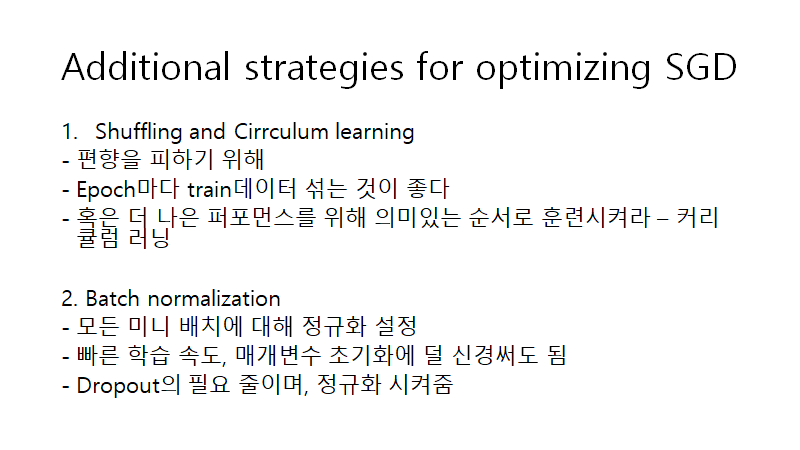 Additional strategies for optimizing SGD
1. Shuffling and Cirrculum learning
- 편향을 피하기 위해
- Epoch마다 train데이터 섞는 것이 좋다
- 혹은 더 나은 퍼포먼스를 위해 의미있는 순서로 훈련시켜라 – 커리
큘럼 러닝
2. Batch normalization
- 모든 미니 배치에 대해 정규화 설정
- 빠른 학습 속도, 매개변수 초기화에 덜 신경써도 됨
- Dropout의 필요 줄이며, 정규화 시켜줌